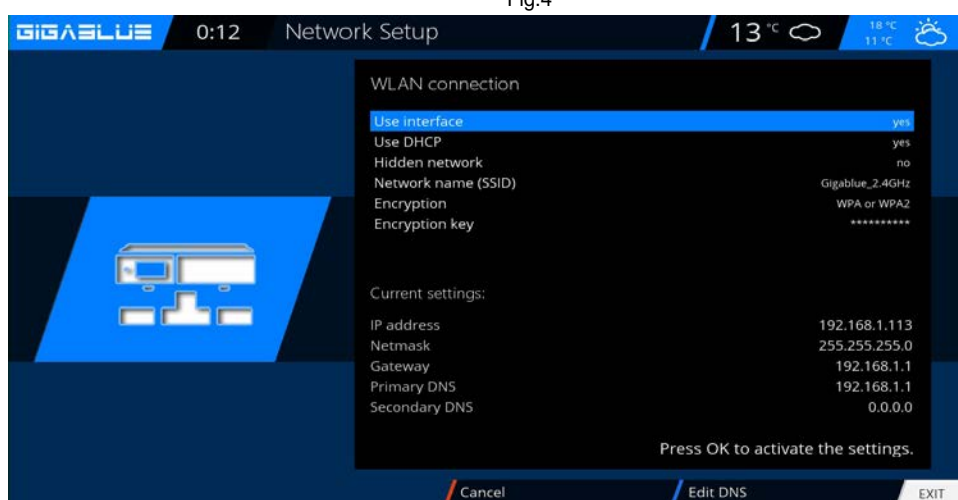 Fig.4
GIGABLUE 0:12 Network Setup 13 °C 18 °C
11 °C
WLAN connection
Use interface yes
Use DHCP yes
Hidden network no
Network name (SSID) Gigablue_2.4GHz
Encryption WPA or WPA2
Encryption key **********
Current settings:
IP address 192.168.1.113
Netmask 255.255.255.0
Gateway 192.168.1.1
Primary DNS 192.168.1.1
Secondary DNS 0.0.0.0
Press OK to activate the settings.
Cancel Edit DNS EXIT